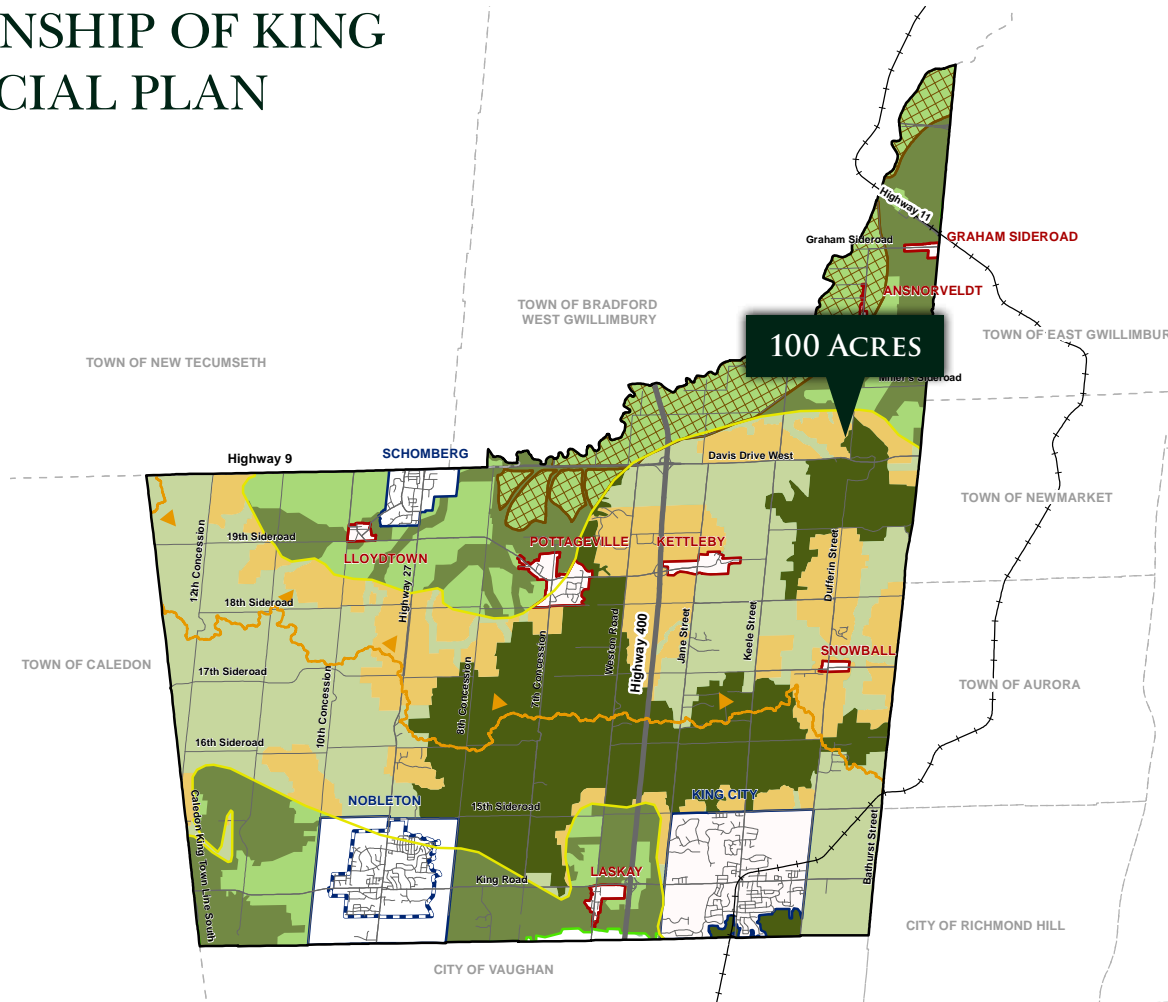 NSHIP OF KING
CIAL PLAN
Highway 11
Graham Sideroad
GRAHAM SIDEROAD
ANSNORVELDT
TOWN OF BRADFORD
WEST GWILLIMBURY
100 ACRES
TOWN OF EAST GWILLIMBUR
TOWN OF NEW TECUMSETH
Miller's Sideroad
Highway 9
SCHOMBERG
Davis Drive West
TOWN OF NEWMARKET
19th Sideroad
LLOYDTOWN
POTTAGEVILLE
KETTLEBY
12th Concession
Highway 27
Dufferin Street
18th Sideroad
Weston Road
Highway 400
Jane Street
Keele Street
SNOWBALL
TOWN OF CALEDON
17th Sideroad
10th Concession
8th Concession
7th Concession
TOWN OF AURORA
16th Sideroad
NOBLETON
15th Sideroad
KING CITY
Caledon King Town Line South
Bathurst Street
King Road
LASKAY
CITY OF RICHMOND HILL
CITY OF VAUGHAN